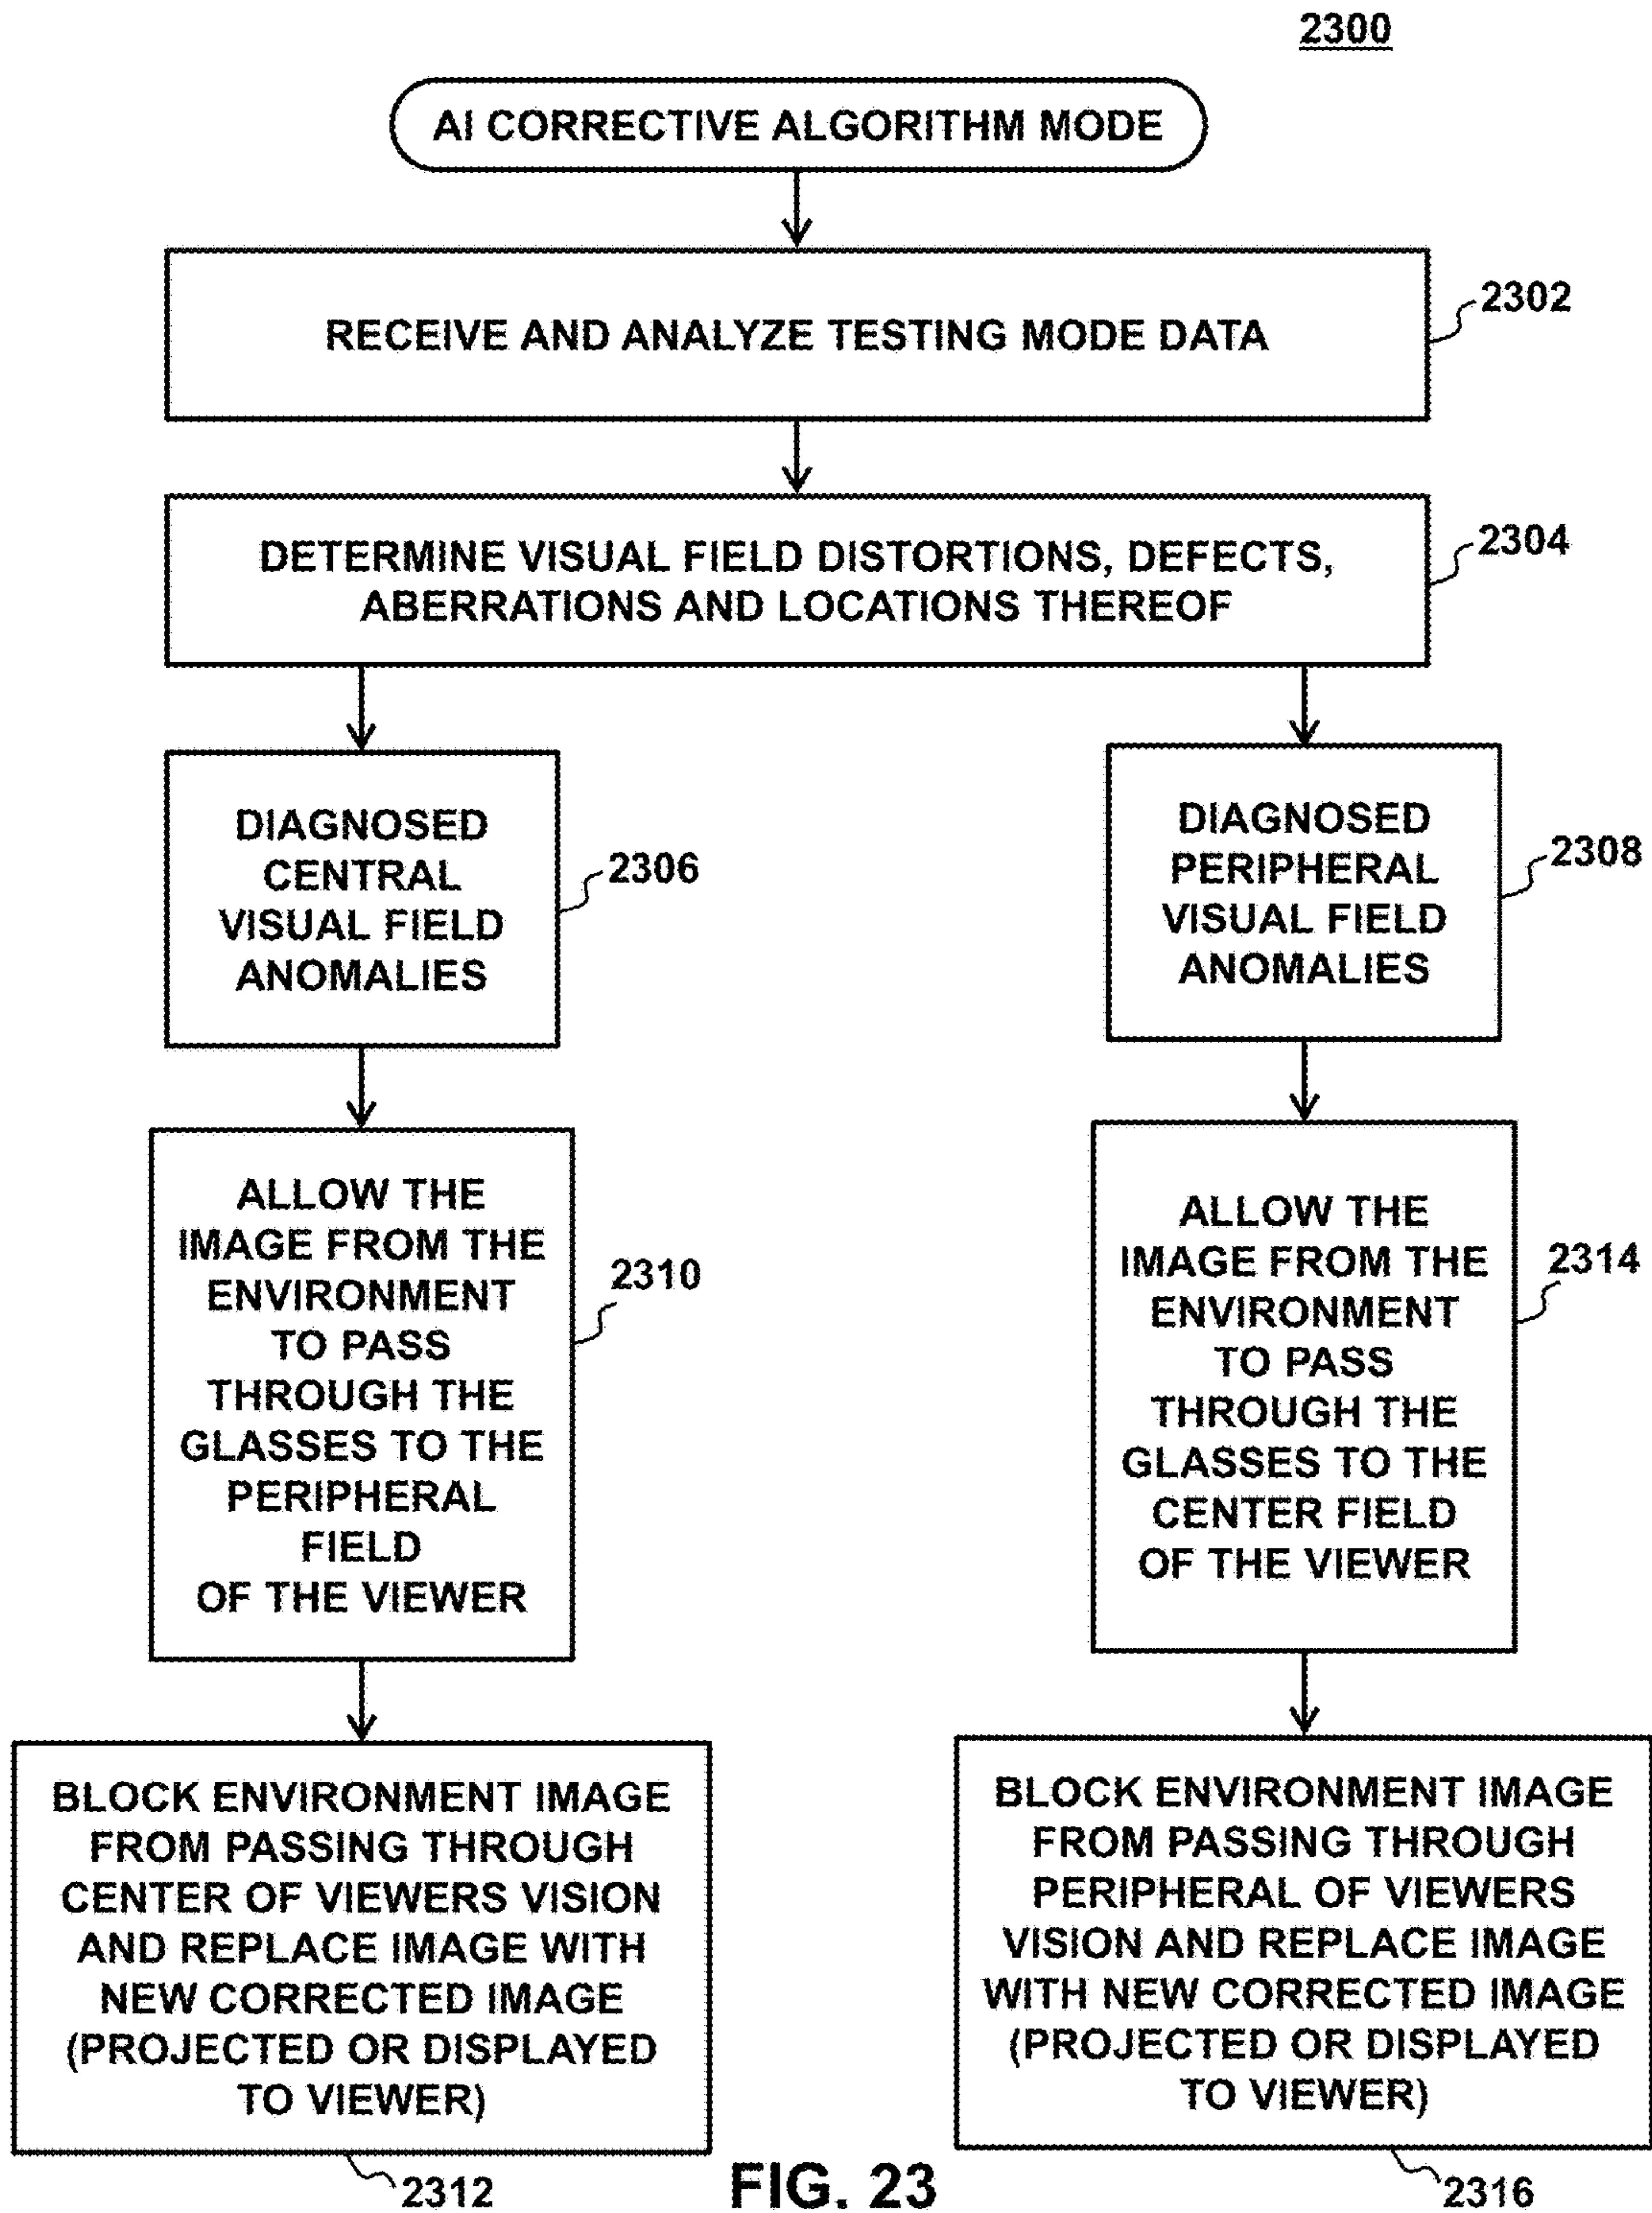 2300
AI CORRECTIVE ALGORITHM MODE
RECEIVE AND ANALYZE TESTING MODE DATA
2302
DETERMINE VISUAL FIELD DISTORTIONS, DEFECTS,
ABERRATIONS AND LOCATIONS THEREOF
2304
DIAGNOSED
CENTRAL
VISUAL FIELD
ANOMALIES
2306
DIAGNOSED
PERIPHERAL
VISUAL FIELD
ANOMALIES
2308
ALLOW THE
IMAGE FROM THE
ENVIRONMENT
TO PASS
THROUGH THE
GLASSES TO THE
PERIPHERAL
FIELD
OF THE VIEWER
2310
ALLOW THE
IMAGE FROM THE
ENVIRONMENT
TO PASS
THROUGH THE
GLASSES TO THE
CENTER FIELD
OF THE VIEWER
2314
BLOCK ENVIRONMENT IMAGE
FROM PASSING THROUGH
CENTER OF VIEWERS VISION
AND REPLACE IMAGE WITH
NEW CORRECTED IMAGE
(PROJECTED OR DISPLAYED
TO VIEWER)
2312
BLOCK ENVIRONMENT IMAGE
FROM PASSING THROUGH
PERIPHERAL OF VIEWERS
VISION AND REPLACE IMAGE
WITH NEW CORRECTED IMAGE
(PROJECTED OR DISPLAYED
TO VIEWER)
2316
FIG. 23